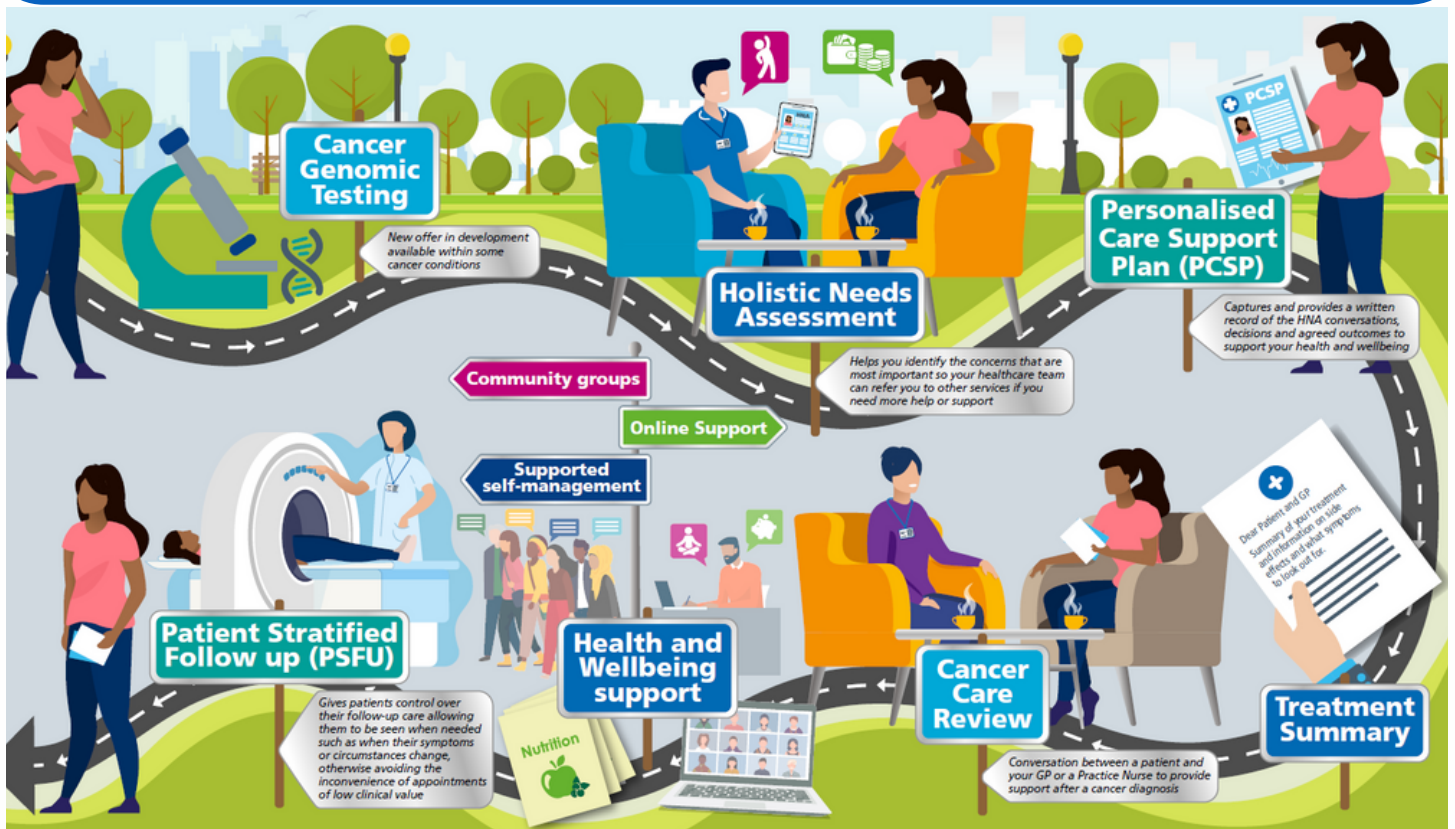 Cancer
Genomic
Testing
New offer in development
available within some
cancer conditions
HNA
Holistic Needs
Assessment
Helps you identify the concerns that are
most important so your healthcare team
can refer you to other services if you
need more help or support
PCSP
Personalised
Care Support
Plan (PCSP)
Captures and provides a written
record of the HNA conversations,
decisions and agreed outcomes to
support your health and wellbeing
Dear Patient and GP
Summary of your treatment
and information on side
effects and what symptoms
to look out for.
Treatment
Summary
Cancer
Care
Review
Conversation between a patient and
your GP or a Practice Nurse to provide
support after a cancer diagnosis
Community groups
Online Support
Supported
self-management
Health and
Wellbeing
support
Nutrition
Patient Stratified
Follow up (PSFU)
Gives patients control over
their follow-up care allowing
them to be seen when needed
such as when their symptoms
or circumstances change,
otherwise avoiding the
inconvenience of appointments
of low clinical value